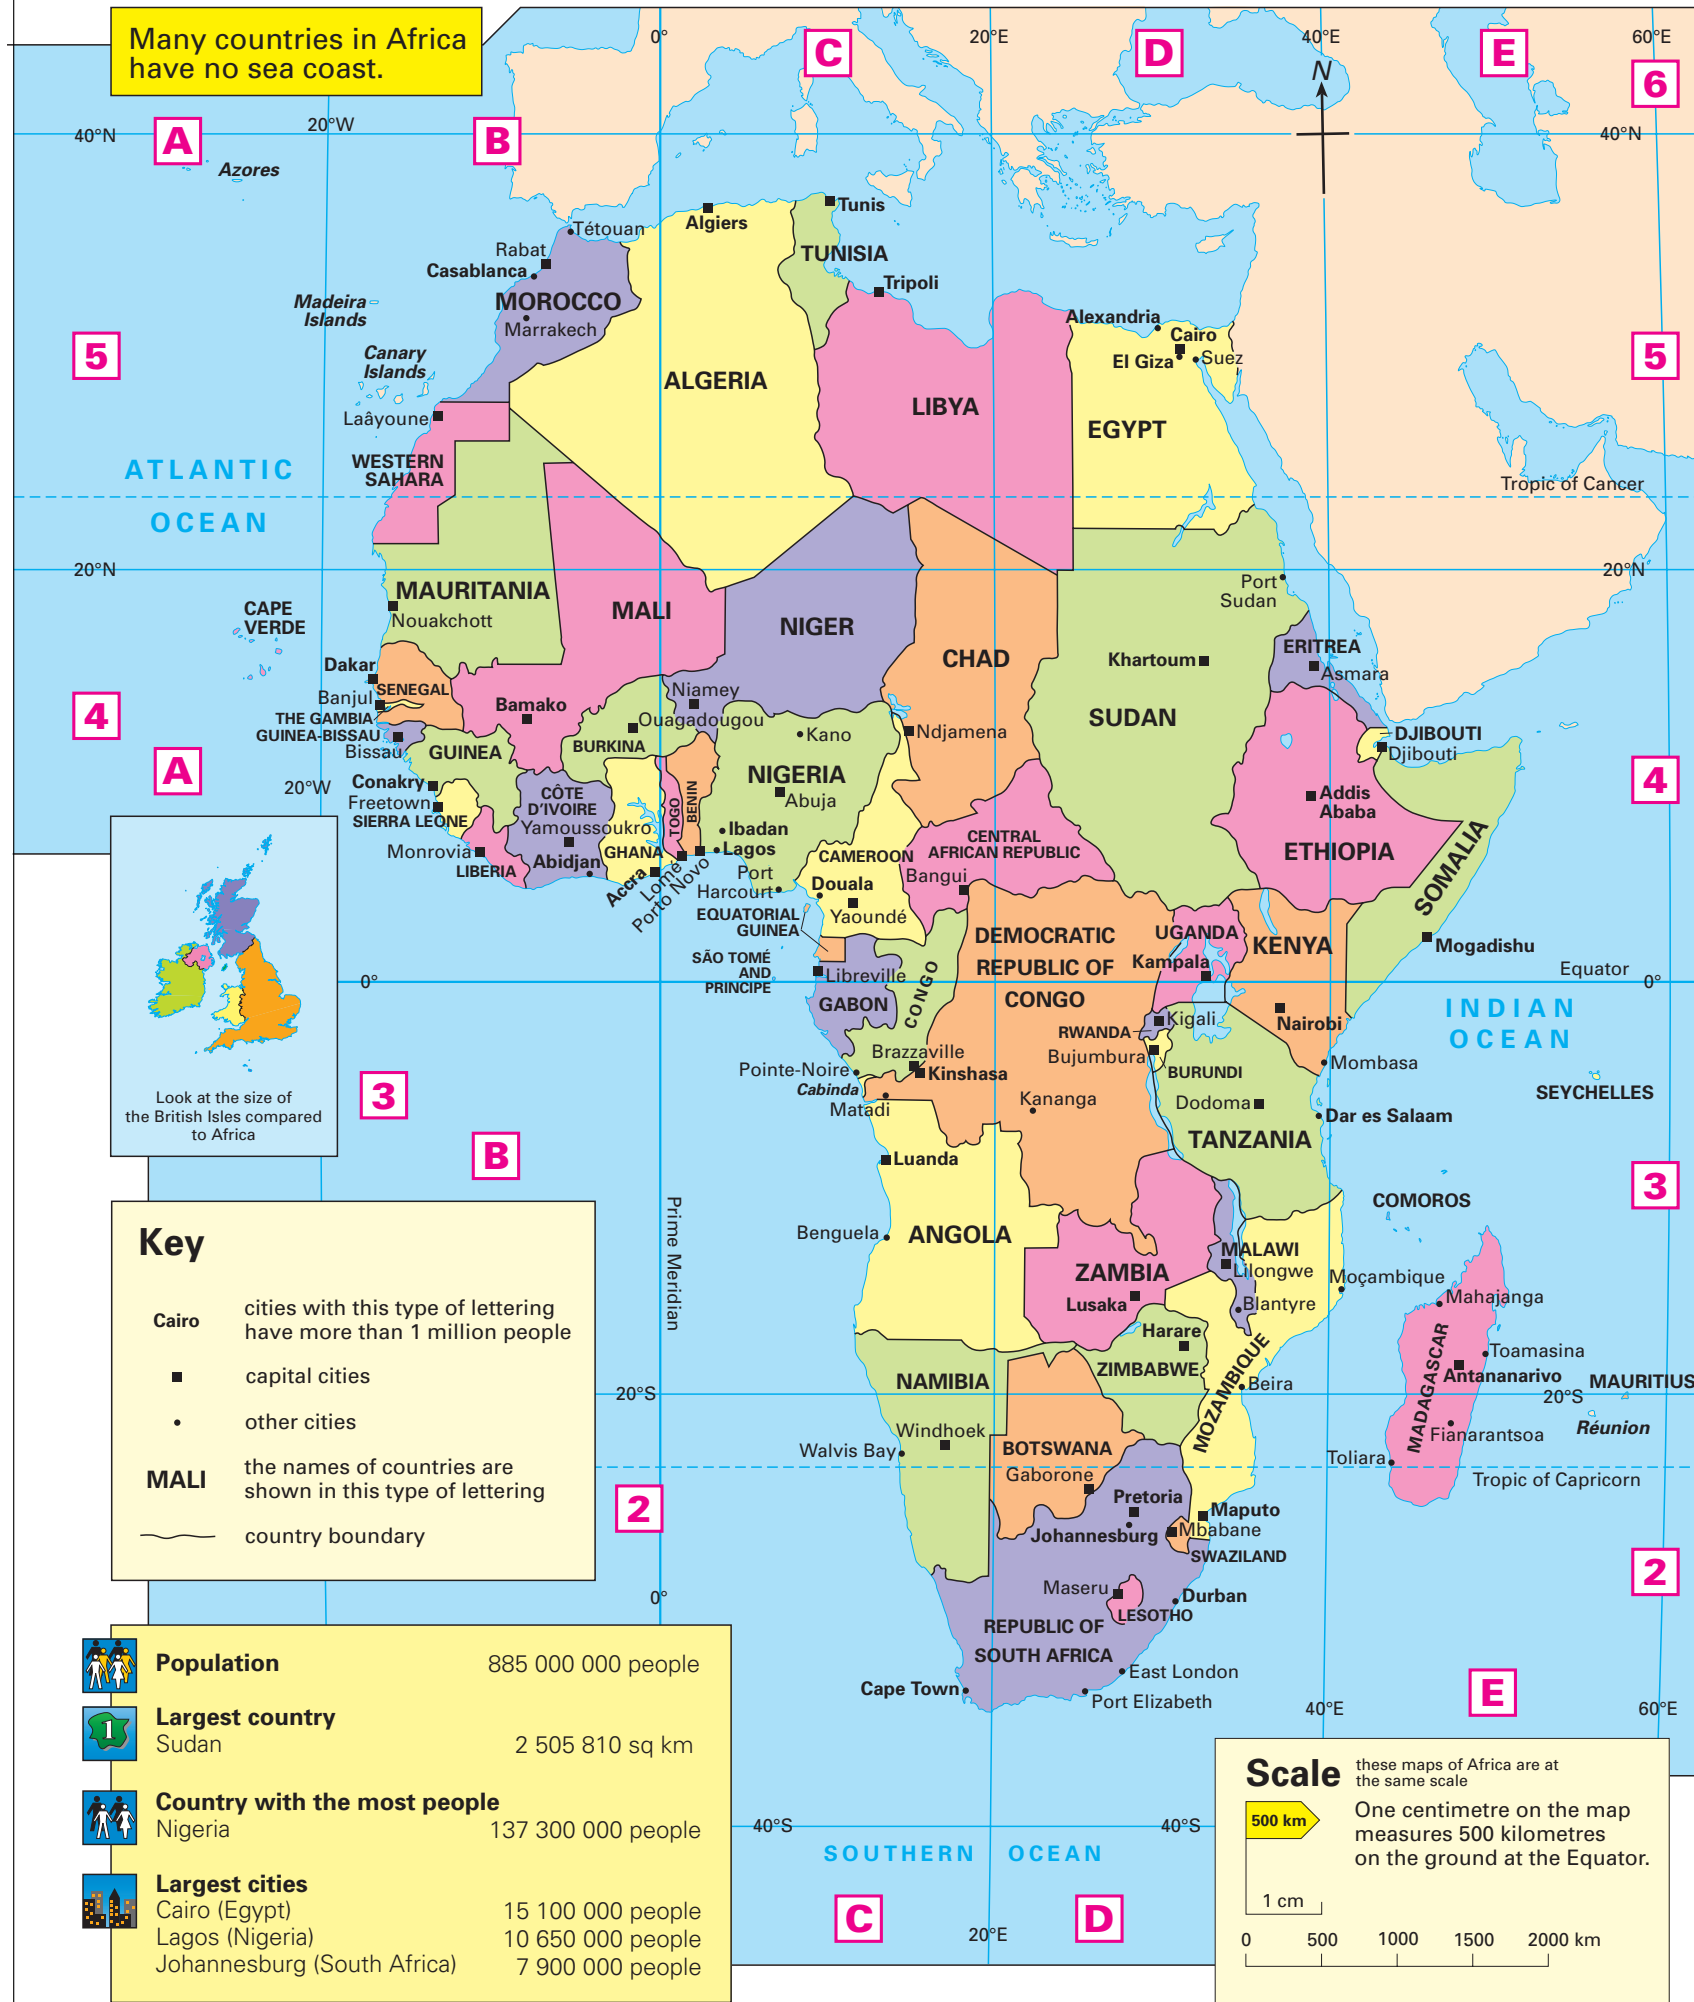 Many countries in Africa
have no sea coast.
0°
C
20°E
D
40°E
E
60°E
N
6
40°N
A
20°W
B
40°N
Azores
Tunis
Algiers
Tétouan
Rabat
TUNISIA
Casablanca
Tripoli
Madeira
Islands
MOROCCO
Marrakech
Alexandria
Cairo
El Giza
Suez
5
5
Canary
Islands
ALGERIA
LIBYA
EGYPT
Laâyoune
WESTERN
SAHARA
ATLANTIC
OCEAN
Tropic of Cancer
20°N
20°N
Port
Sudan
MAURITANIA
Nouakchott
MALI
NIGER
CHAD
CAPE
VERDE
Khartoum
ERITREA
Asmara
Dakar
SENEGAL
Banjul
THE GAMBIA
GUINEA-BISSAU
Bissau
Bamako
Niamey
Ouagadougou
BURKINA
Kano
Ndjamena
SUDAN
DJIBOUTI
Djibouti
4
GUINEA
NIGERIA
Abuja
A
20°W
Conakry
Freetown
SIERRA LEONE
CÔTE
D'IVOIRE
Yamoussoukro
TOGO
BENIN
Addis
Ababa
4
Ibadan
Lagos
Monrovia
LIBERIA
Abidjan
GHANA
Accra
Lomé
Porto Novo
Port
Harcourt
CAMEROON
Douala
Yaoundé
CENTRAL
AFRICAN REPUBLIC
Bangui
ETHIOPIA
SOMALIA
EQUATORIAL
GUINEA
SÃO TOMÉ
AND
PRINCIPE
Libreville
GABON
CONGO
DEMOCRATIC
REPUBLIC OF
CONGO
UGANDA
Kampala
KENYA
Mogadishu
0°
Equator
0°
INDIAN
OCEAN
RWANDA
Kigali
Nairobi
Bujumbura
BURUNDI
Mombasa
Brazzaville
Pointe-Noire
Kinshasa
Cabinda
Matadi
Kananga
Dodoma
Dar es Salaam
TANZANIA
SEYCHELLES
Look at the size of
the British Isles compared
to Africa
3
B
Luanda
3
COMOROS
Prime Meridian
Benguela
ANGOLA
ZAMBIA
Lusaka
MALAWI
Lilongwe
Blantyre
Moçambique
Mahajanga
Key
Cairo
cities with this type of lettering
have more than 1 million people
capital cities
other cities
MALI
the names of countries are
shown in this type of lettering
country boundary
Harare
ZIMBABWE
MOZAMBIQUE
Beira
MADAGASCAR
Toamasina
Antananarivo
MAURITIUS
20°S
NAMIBIA
20°S
Réunion
Windhoek
Walvis Bay
BOTSWANA
Gaborone
Fianarantsoa
Toliara
Tropic of Capricorn
2
Pretoria
Johannesburg
Maputo
Mbabane
SWAZILAND
2
0°
Maseru
LESOTHO
Durban
REPUBLIC OF
SOUTH AFRICA
East London
Cape Town
Port Elizabeth
E
40°E
60°E
Population
885 000 000 people
Largest country
Sudan
2 505 810 sq km
Country with the most people
Nigeria
137 300 000 people
Largest cities
Cairo (Egypt)
15 100 000 people
Lagos (Nigeria)
10 650 000 people
Johannesburg (South Africa)
7 900 000 people
1
40°S
40°S
SOUTHERN OCEAN
C
D
20°E
Scale
these maps of Africa are at
the same scale
500 km
One centimetre on the map
measures 500 kilometres
on the ground at the Equator.
1 cm
0 500 1000 1500 2000 km